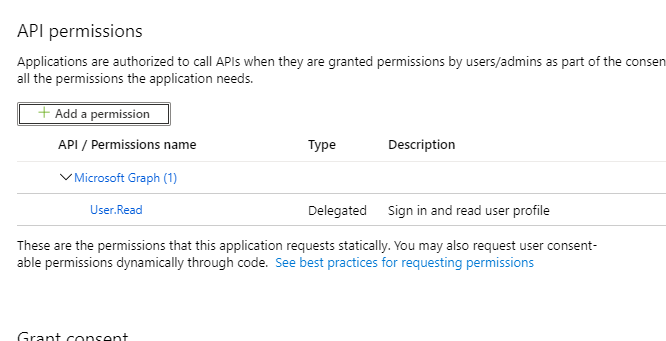 API permissions
Applications are authorized to call APIs when they are granted permissions by users/admins as part of the consen
all the permissions the application needs.
+ Add a permission
API / Permissions name Type Description
Microsoft Graph (1)
User.Read Delegated Sign in and read user profile
These are the permissions that this application requests statically. You may also request user consent-
able permissions dynamically through code. See best practices for requesting permissions
Grant consent